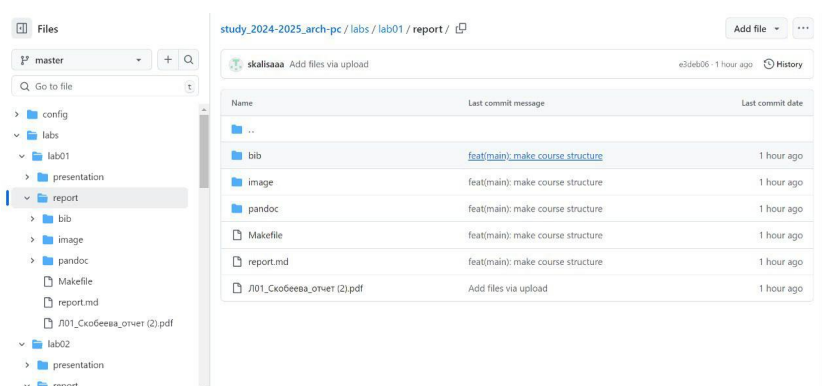 Files
master
Go to file
t
config
labs
lab01
presentation
report
bib
image
pandoc
Makefile
report.md
Л01_Скобеева_отчет (2).pdf
lab02
presentation
report
study_2024-2025_arch-pc / labs / lab01 / report /
Add file
skalisaaa Add files via upload
e3deb06 · 1 hour ago History
Name Last commit message Last commit date
..
bib feat(main): make course structure 1 hour ago
image feat(main): make course structure 1 hour ago
pandoc feat(main): make course structure 1 hour ago
Makefile feat(main): make course structure 1 hour ago
report.md feat(main): make course structure 1 hour ago
Л01_Скобеева_отчет (2).pdf Add files via upload 1 hour ago